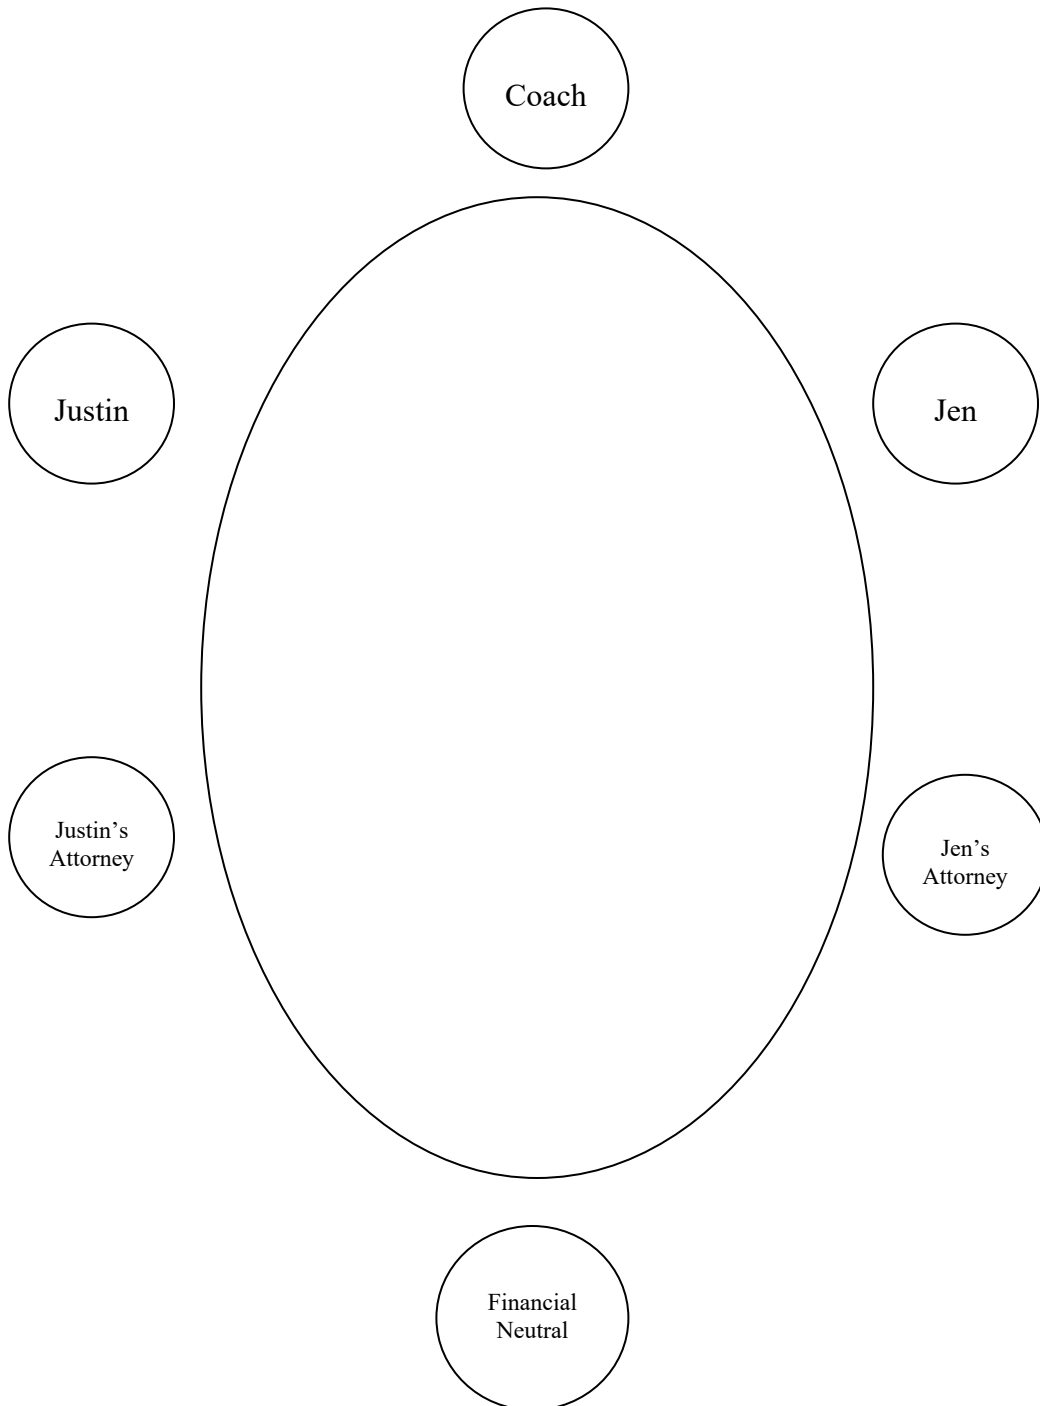 Coach
Justin
Jen
Justin’s
Attorney
Jen’s
Attorney
Financial
Neutral